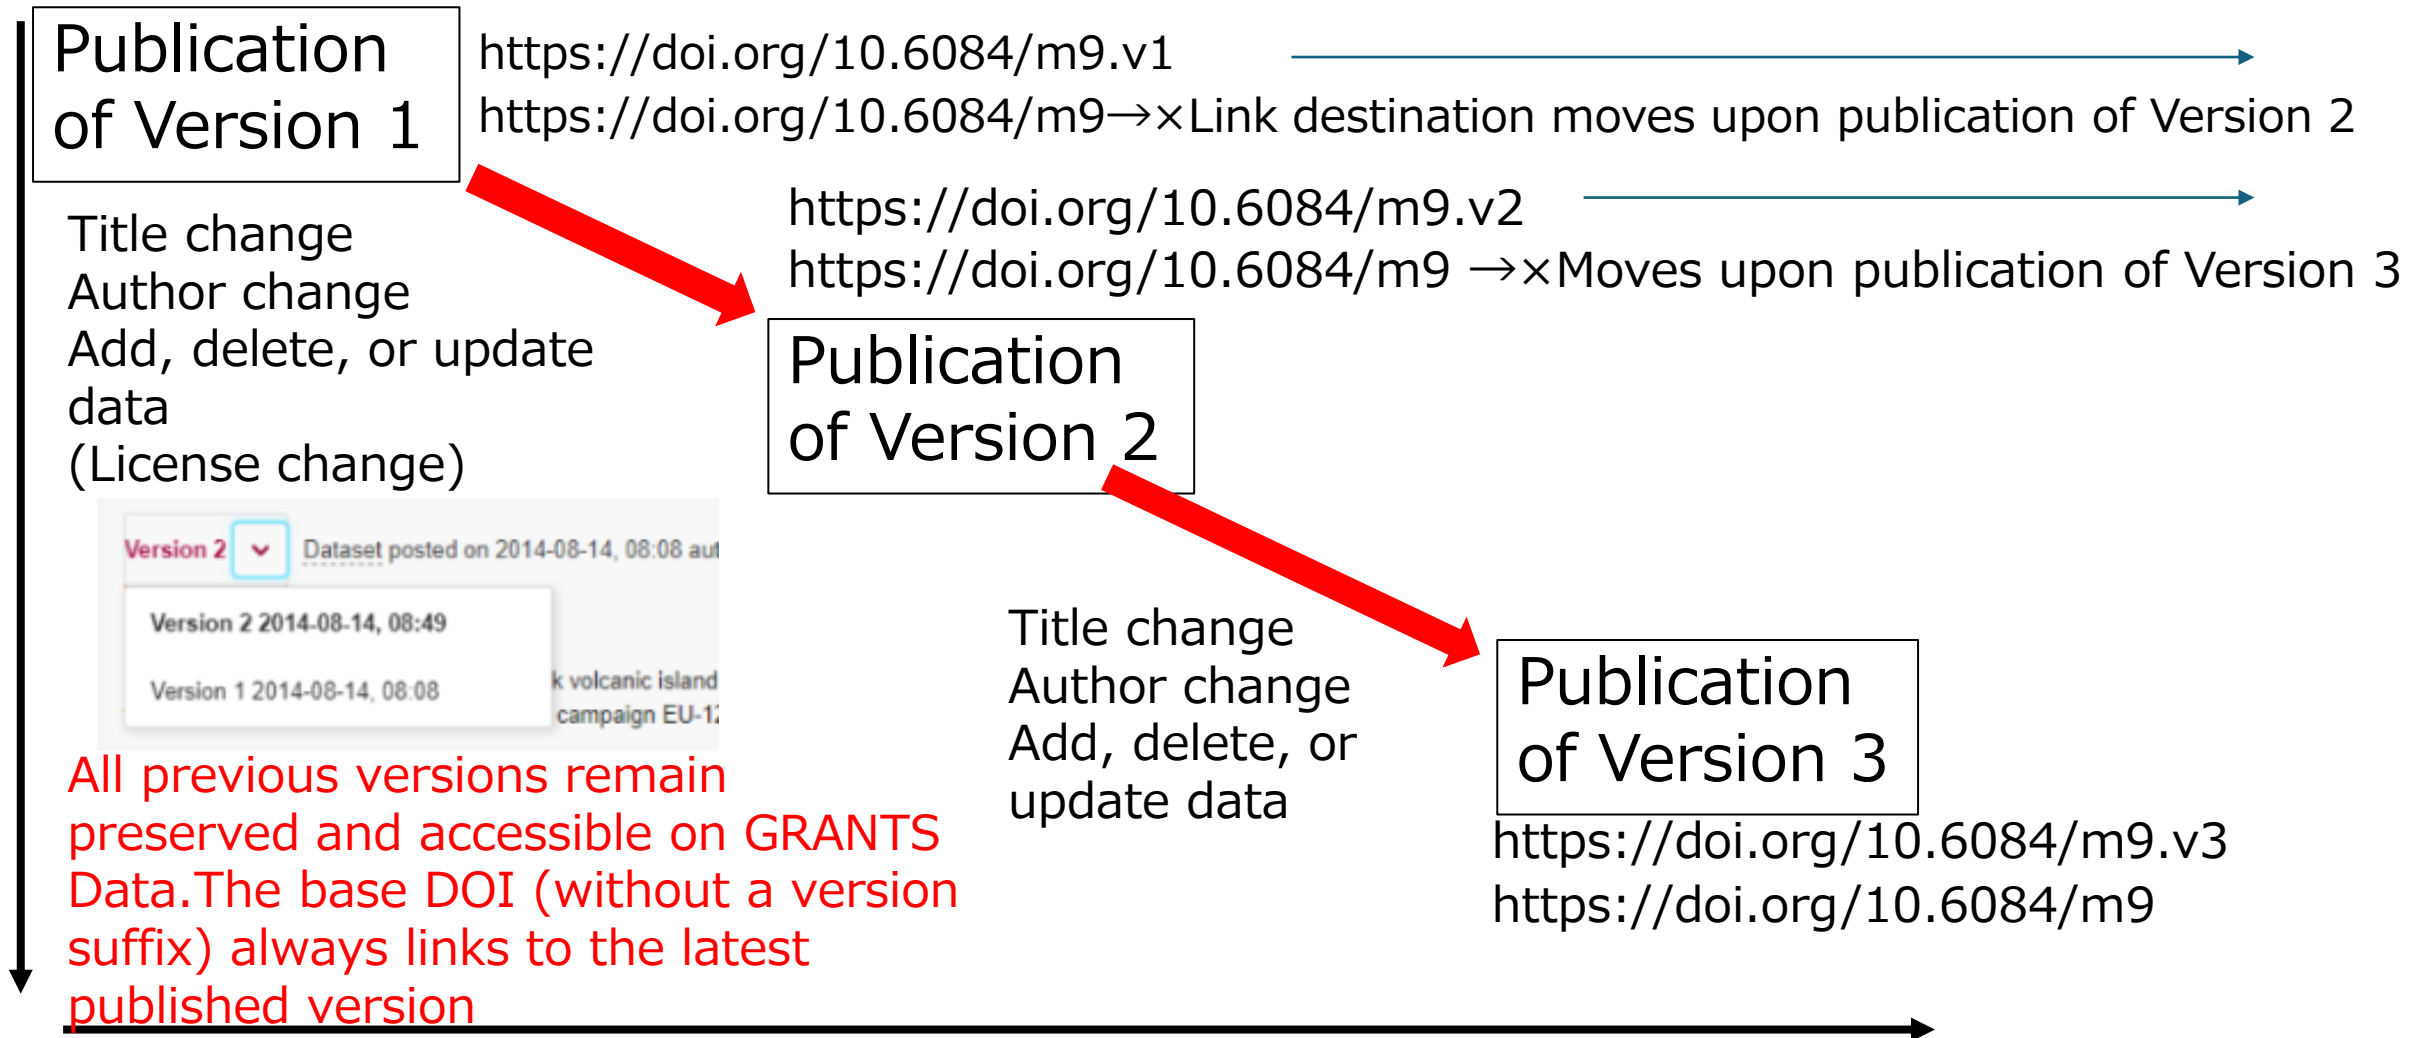 Publication
of Version 1
https://doi.org/10.6084/m9.v1
https://doi.org/10.6084/m9→×Link destination moves upon publication of Version 2
https://doi.org/10.6084/m9.v2
https://doi.org/10.6084/m9 →×Moves upon publication of Version 3
Title change
Author change
Add, delete, or update
data
(License change)
Publication
of Version 2
Version 2
Dataset posted on 2014-08-14, 08:08 aut
Version 2 2014-08-14, 08:49
Version 1 2014-08-14, 08:08
k volcanic island
campaign EU-12
Title change
Author change
Add, delete, or
update data
Publication
of Version 3
https://doi.org/10.6084/m9.v3
https://doi.org/10.6084/m9
All previous versions remain
preserved and accessible on GRANTS
Data.The base DOI (without a version
suffix) always links to the latest
published version